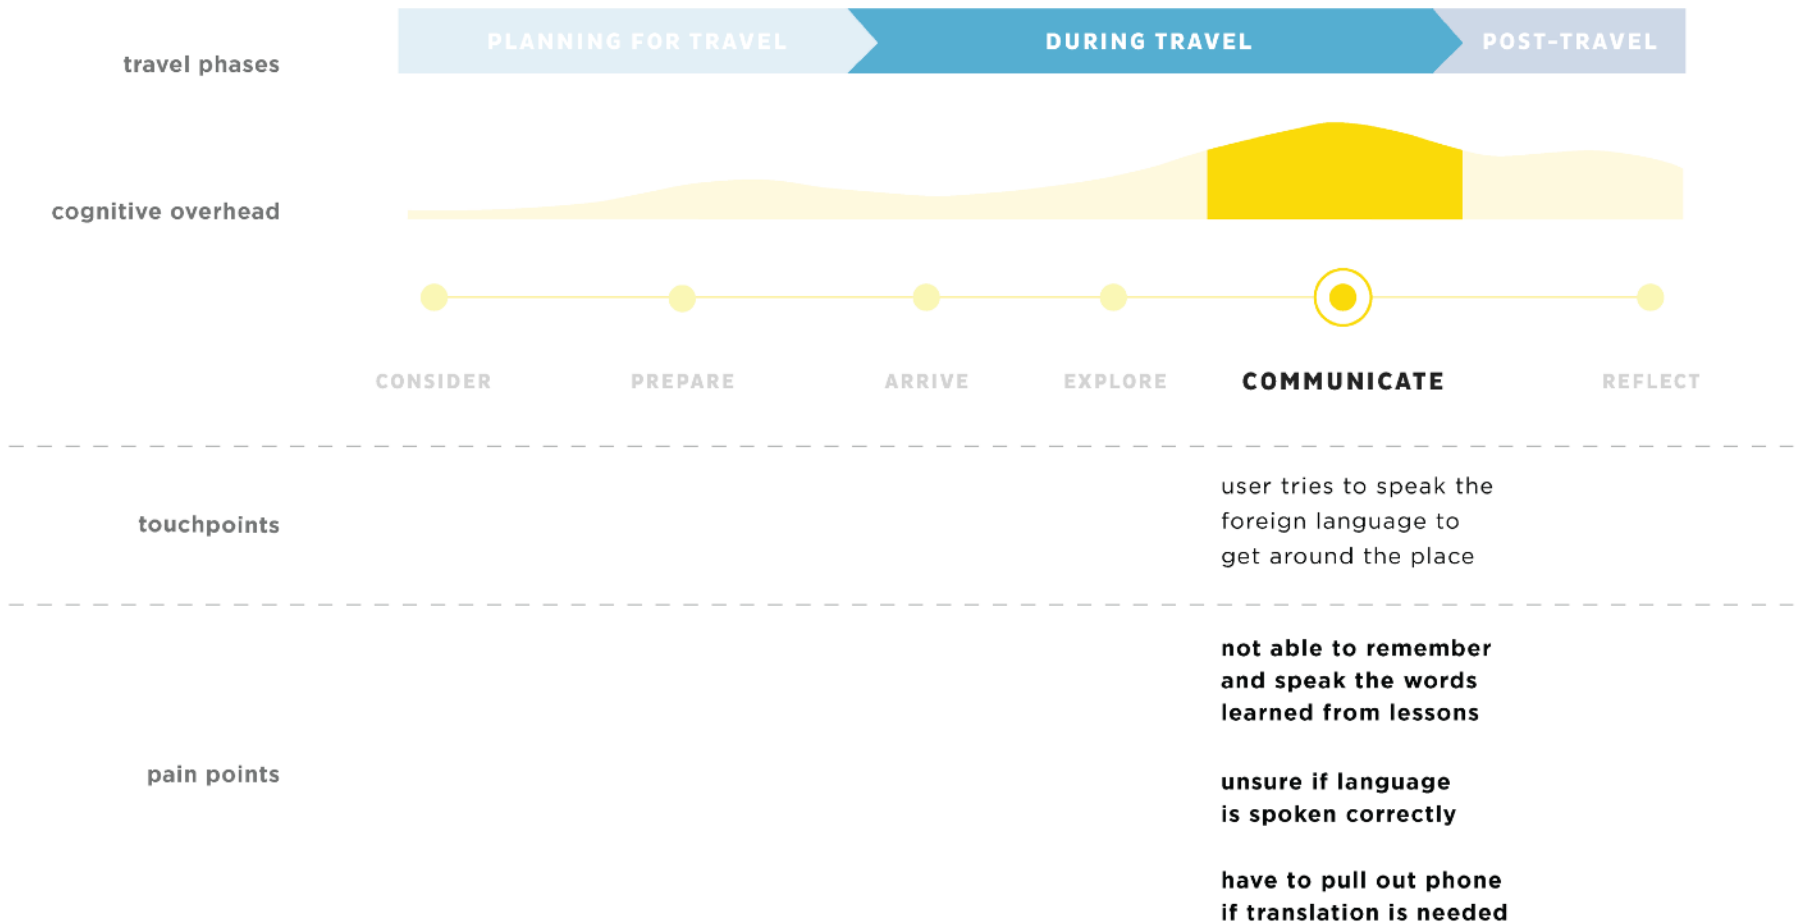 travel phases
PLANNING FOR TRAVEL
DURING TRAVEL
POST-TRAVEL
cognitive overhead
CONSIDER
PREPARE
ARRIVE
EXPLORE
COMMUNICATE
REFLECT
touchpoints
user tries to speak the
foreign language to
get around the place
pain points
not able to remember
and speak the words
learned from lessons
unsure if language
is spoken correctly
have to pull out phone
if translation is needed